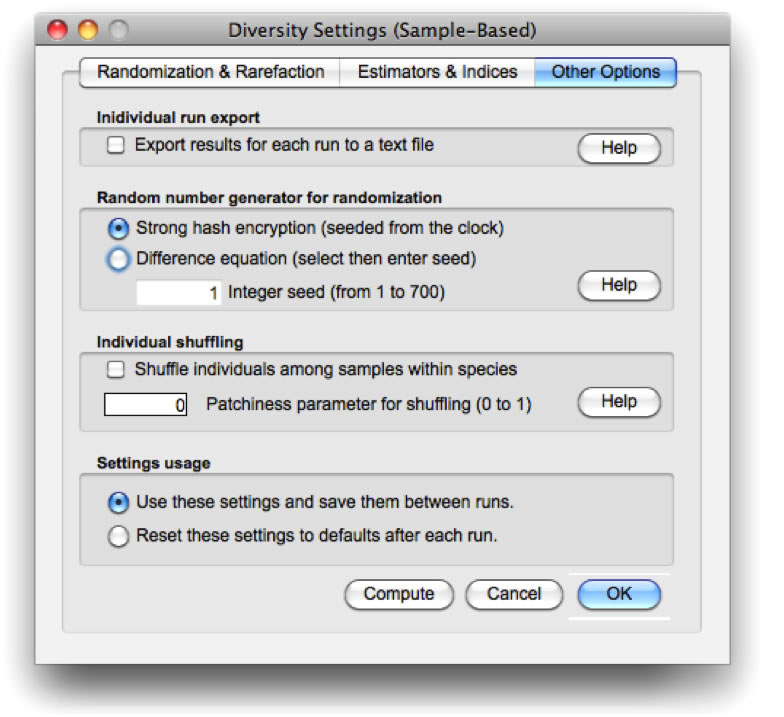 Diversity Settings (Sample-Based)
Randomization & Rarefaction Estimators & Indices Other Options
Inidividual run export
Export results for each run to a text file
Help
Random number generator for randomization
Strong hash encryption (seeded from the clock)
Difference equation (select then enter seed)
1 Integer seed (from 1 to 700)
Help
Individual shuffling
Shuffle individuals among samples within species
0 Patchiness parameter for shuffling (0 to 1)
Help
Settings usage
Use these settings and save them between runs.
Reset these settings to defaults after each run.
Compute Cancel OK